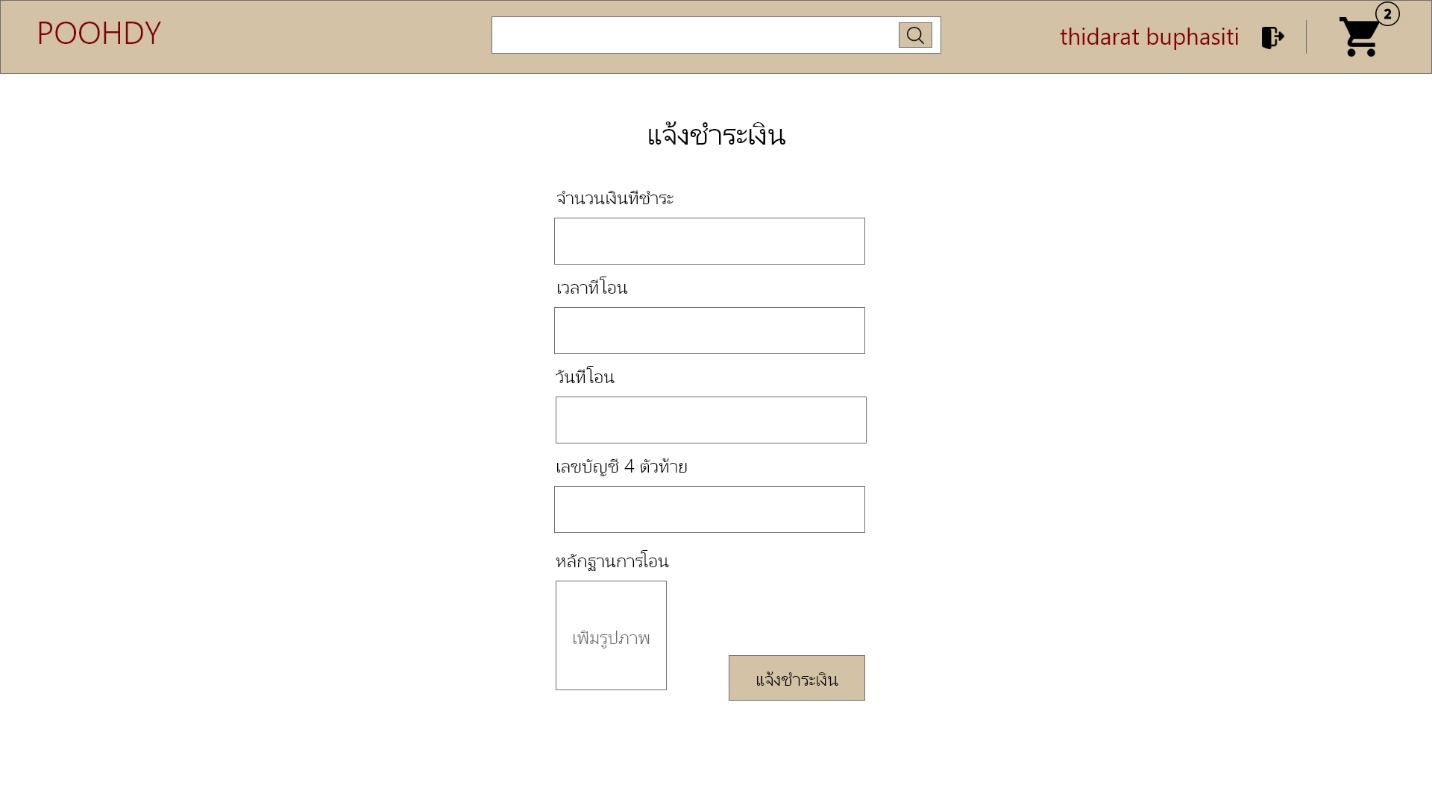 POOHDY
thidarat buphasiti
2
แจ้งชำระเงิน
จำนวนเงินที่ชำระ
เวลาที่โอน
วันที่โอน
เลขบัญชี 4 ตัวท้าย
หลักฐานการโอน
เพิ่มรูปภาพ
แจ้งชำระเงิน